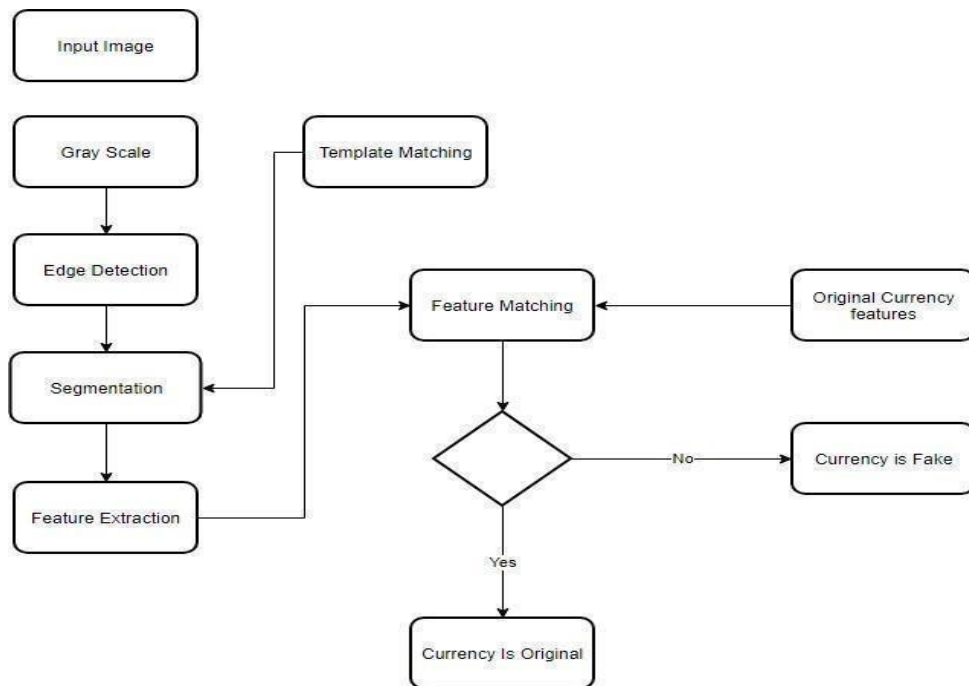 Input Image
Gray Scale
Template Matching
Edge Detection
Feature Matching
Original Currency
features
Segmentation
No
Currency is Fake
Feature Extraction
Yes
Currency Is Original